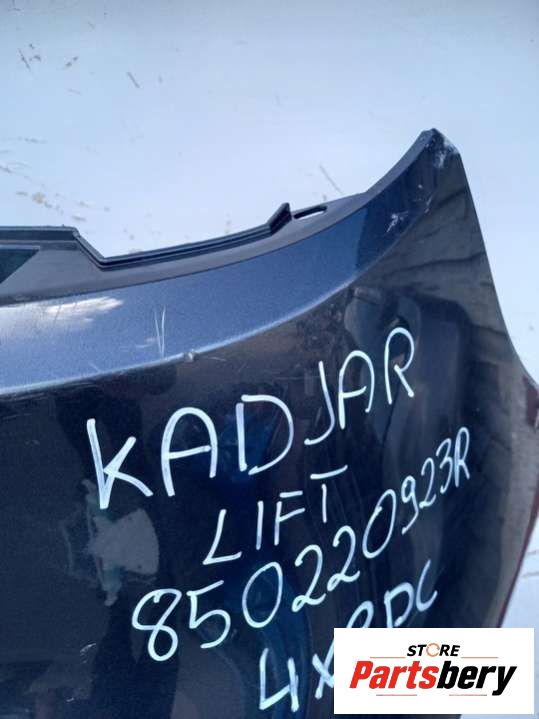 KADJAR
LIFT
850220923R
4xPDC
STORE
Partsbery